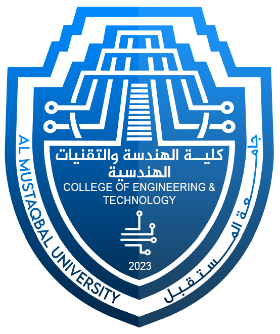 كلية الهندسة والتقنيات
الهندسية
COLLEGE OF ENGINEERING &
TECHNOLOGY
2023
AL MUSTAQBAL UNIVERSITY
جامعة المستقبل